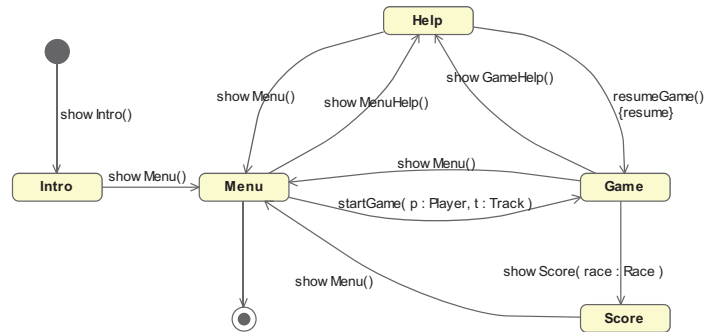 Help
show GameHelp()
show Menu()
show MenuHelp()
resumeGame()
{resume}
show Intro()
show Menu()
show Menu()
Intro
Menu
Game
startGame( p : Player, t : Track )
show Menu()
show Score( race : Race )
Score